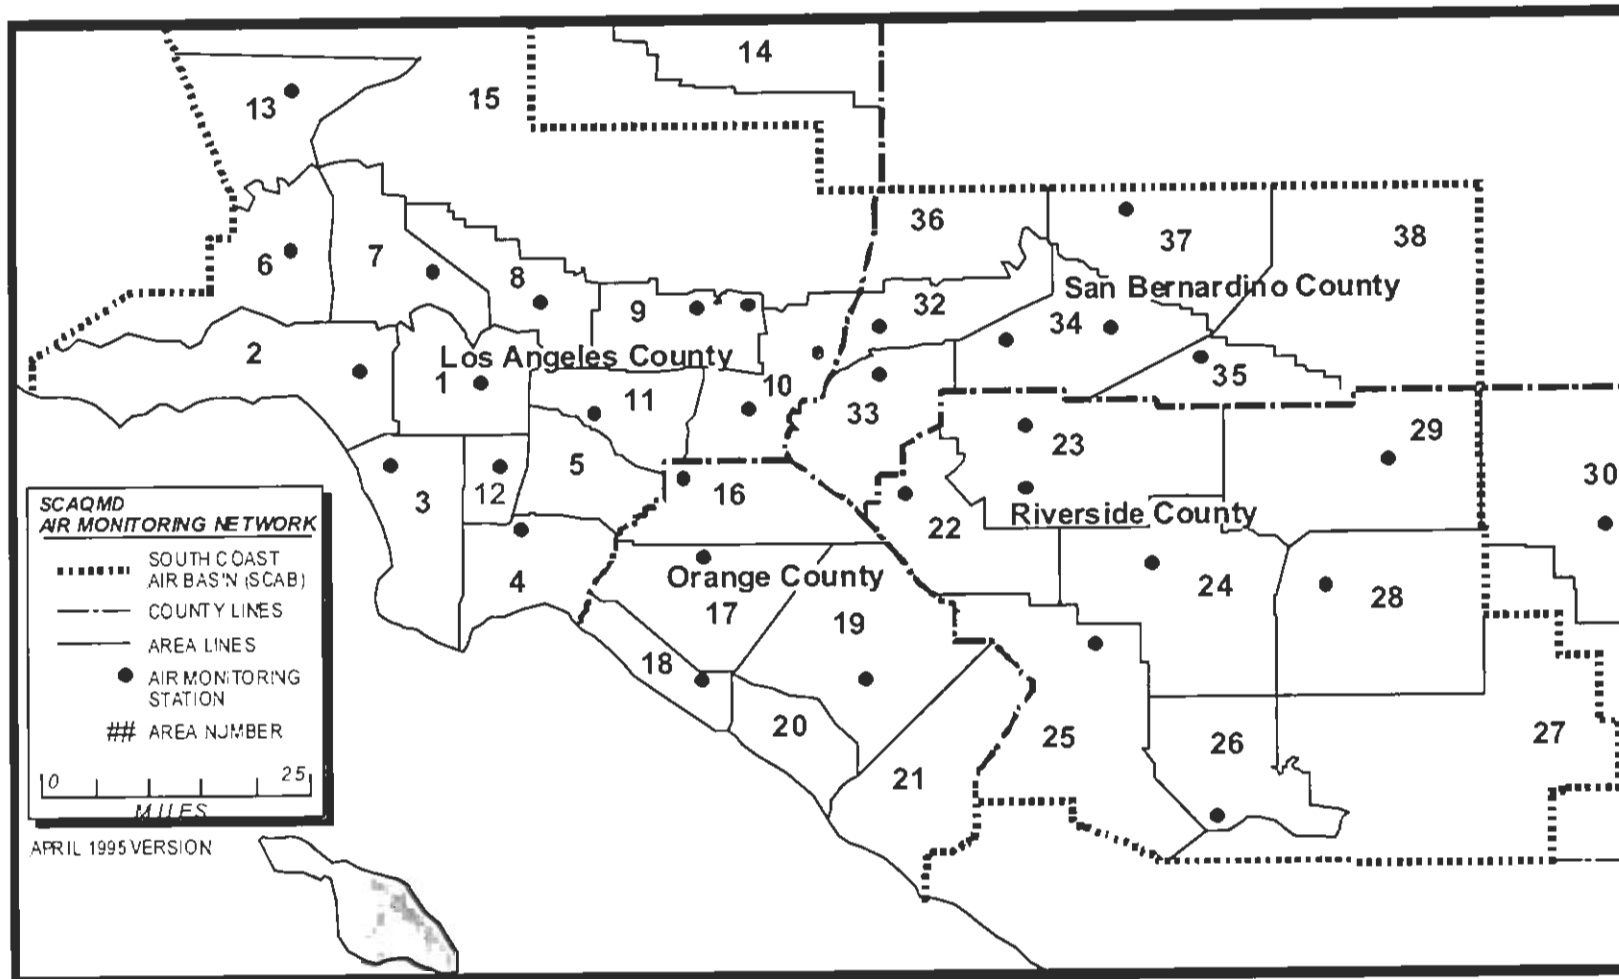 14
13
15
36
37
38
6
7
8
9
32
San Bernardino County
34
2
Los Angeles County
1
10
35
11
33
23
29
5
16
30
3
12
22
Riverside County
SCAQMD
AIR MONITORING NETWORK
SOUTH COAST
AIR BASIN (SCAB)
COUNTY LINES
AREA LINES
AIR MONITORING
STATION
## AREA NUMBER
0 25
MILES
APRIL 1995 VERSION
4
Orange County
17
19
24
28
18
20
25
26
27
21